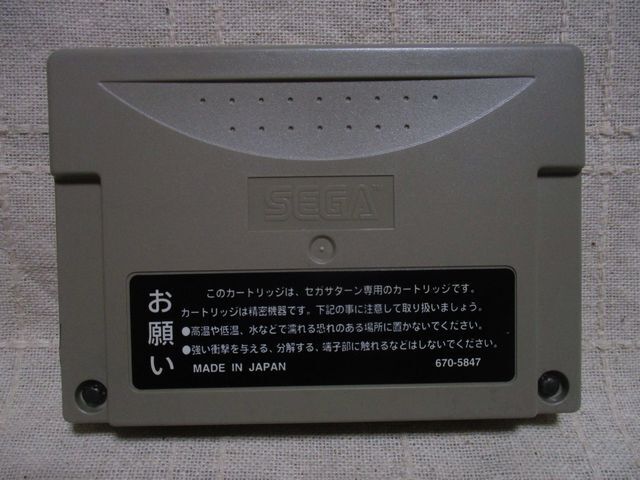 SEGA™
お願い
このカートリッジは、セガサターン専用のカートリッジです。
カートリッジは精密機器です。下記の事に注意して取り扱いましょう。
●高温や低温、水などで濡れる恐れのある場所に置かないでください。
●強い衝撃を与える、分解する、端子部に触れるなどはしないでください。
MADE IN JAPAN 670-5847